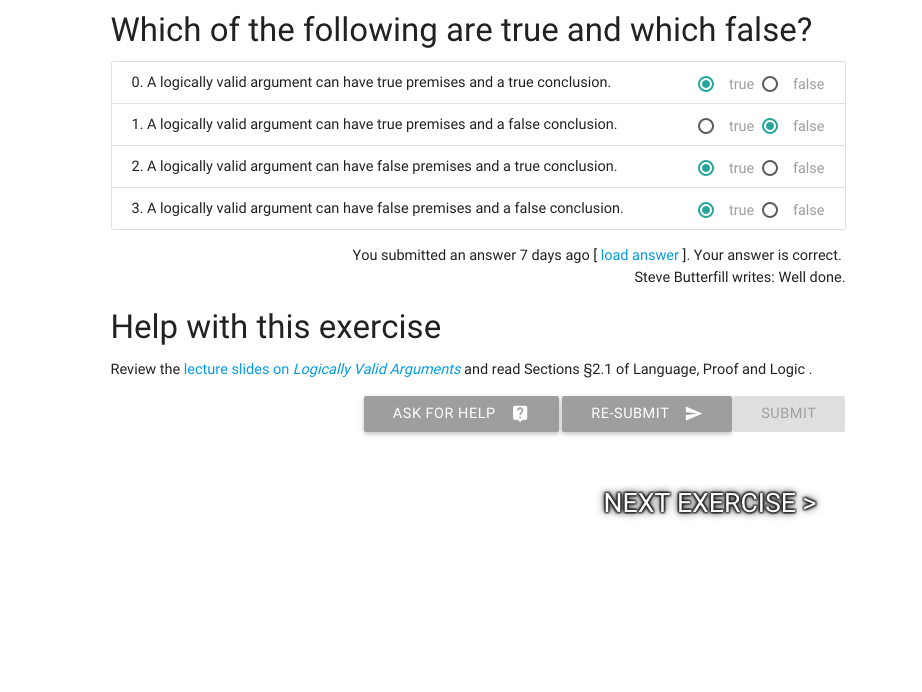 Which of the following are true and which false?
0. A logically valid argument can have true premises and a true conclusion. true false
1. A logically valid argument can have true premises and a false conclusion. true false
2. A logically valid argument can have false premises and a true conclusion. true false
3. A logically valid argument can have false premises and a false conclusion. true false
You submitted an answer 7 days ago [ load answer ]. Your answer is correct.
Steve Butterfill writes: Well done.
Help with this exercise
Review the lecture slides on Logically Valid Arguments and read Sections §2.1 of Language, Proof and Logic .
ASK FOR HELP RE-SUBMIT SUBMIT
NEXT EXERCISE >